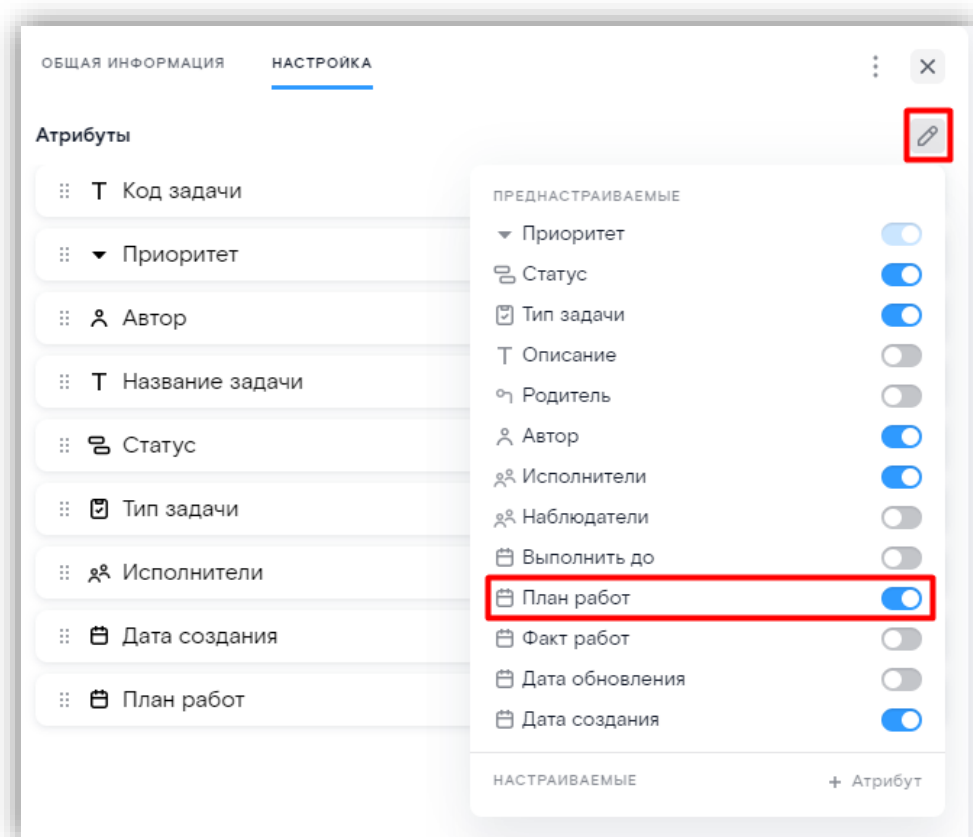 ОБЩАЯ ИНФОРМАЦИЯ НАСТРОЙКА
Атрибуты
Код задачи
Приоритет
Автор
Название задачи
Статус
Тип задачи
Исполнители
Дата создания
План работ
ПРЕДНАСТРАИВАЕМЫЕ
Приоритет
Статус
Тип задачи
Описание
Родитель
Автор
Исполнители
Наблюдатели
Выполнить до
План работ
Факт работ
Дата обновления
Дата создания
НАСТРАИВАЕМЫЕ + Атрибут